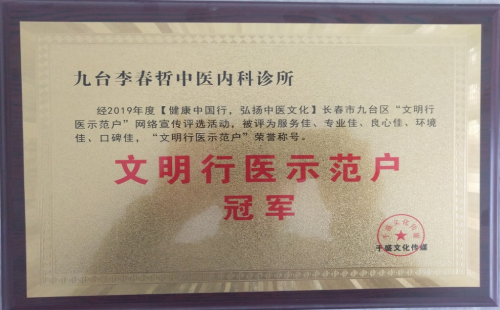 九台李春哲中医内科诊所
经2019年度【健康中国行，弘扬中医文化】长春市九台区“文明行
医示范户”网络宣传评选活动，被评为服务佳、专业佳、良心佳、环境
佳、口碑佳，“文明行医示范户”荣誉称号。
文明行医示范户
冠军
千盛文化传媒